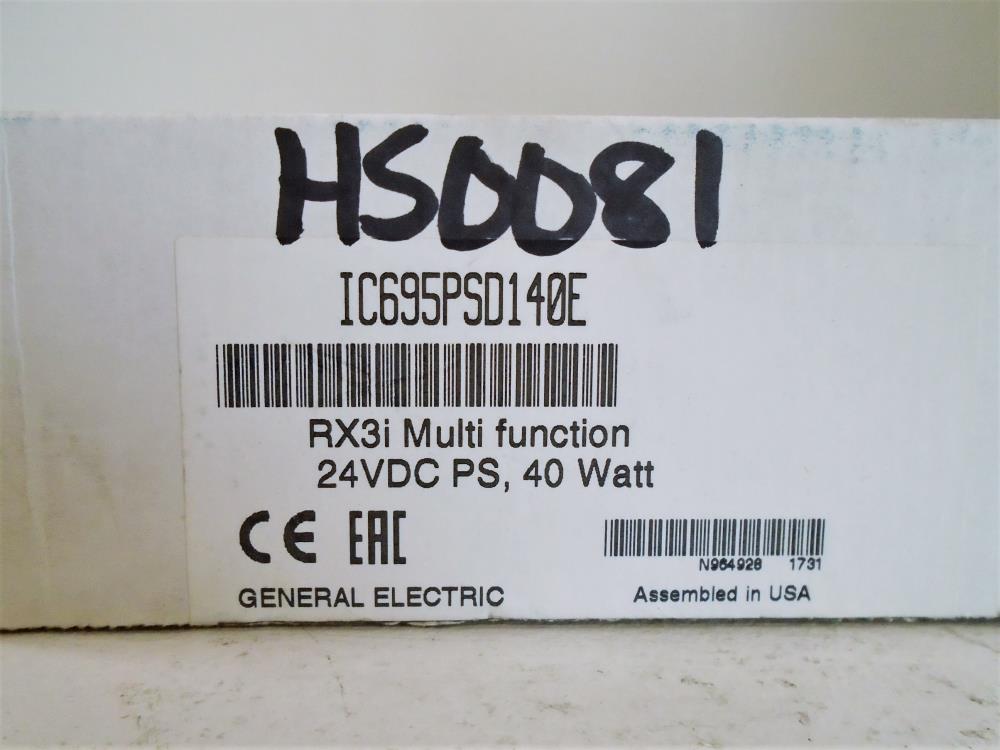 HS0081
IC695PSD140E
RX3i Multi function
24VDC PS, 40 Watt
CE EAC
N964928 1731
GENERAL ELECTRIC Assembled in USA